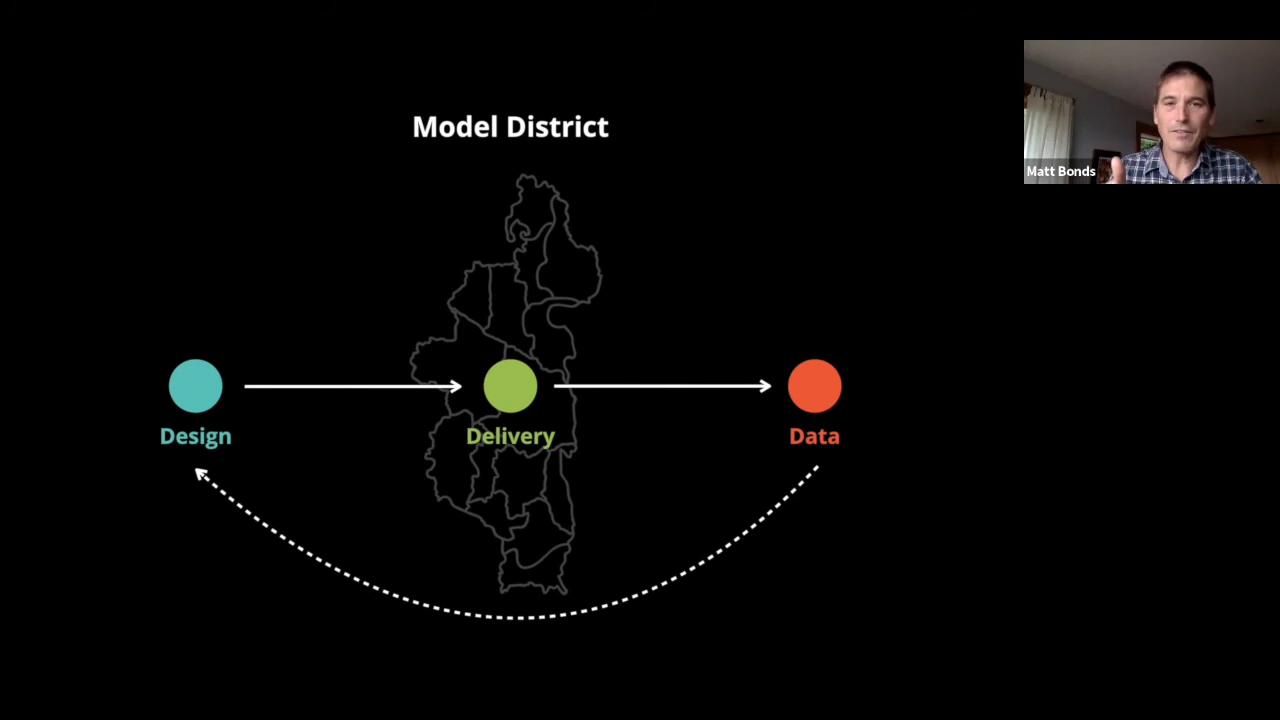 Model District
Matt Bonds
Design
Delivery
Data